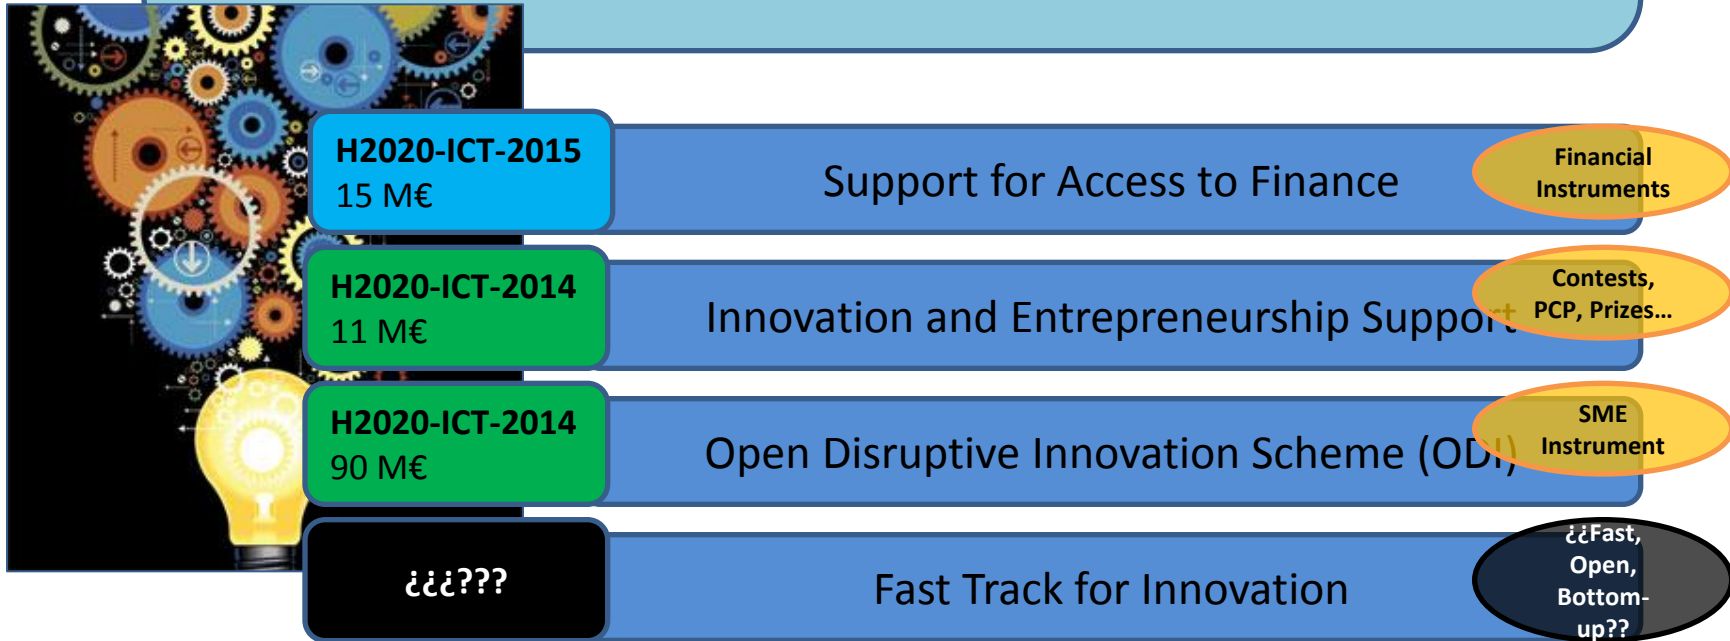 H2020-ICT-2015
15 M€
Support for Access to Finance
Financial
Instruments
H2020-ICT-2014
11 M€
Innovation and Entrepreneurship Support
Contests,
PCP, Prizes...
H2020-ICT-2014
90 M€
Open Disruptive Innovation Scheme (ODI)
SME
Instrument
¿¿¿???
Fast Track for Innovation
¿¿Fast,
Open,
Bottom-
up??